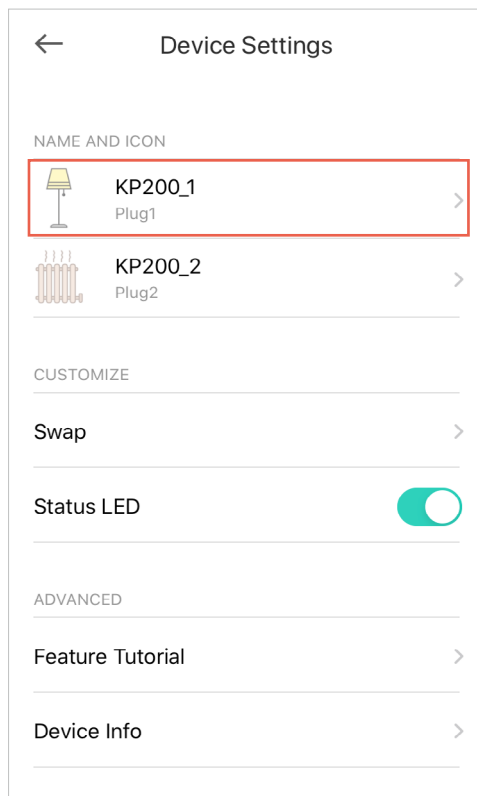 Device Settings
NAME AND ICON
KP200_1
Plug1
KP200_2
Plug2
CUSTOMIZE
Swap
Status LED
ADVANCED
Feature Tutorial
Device Info